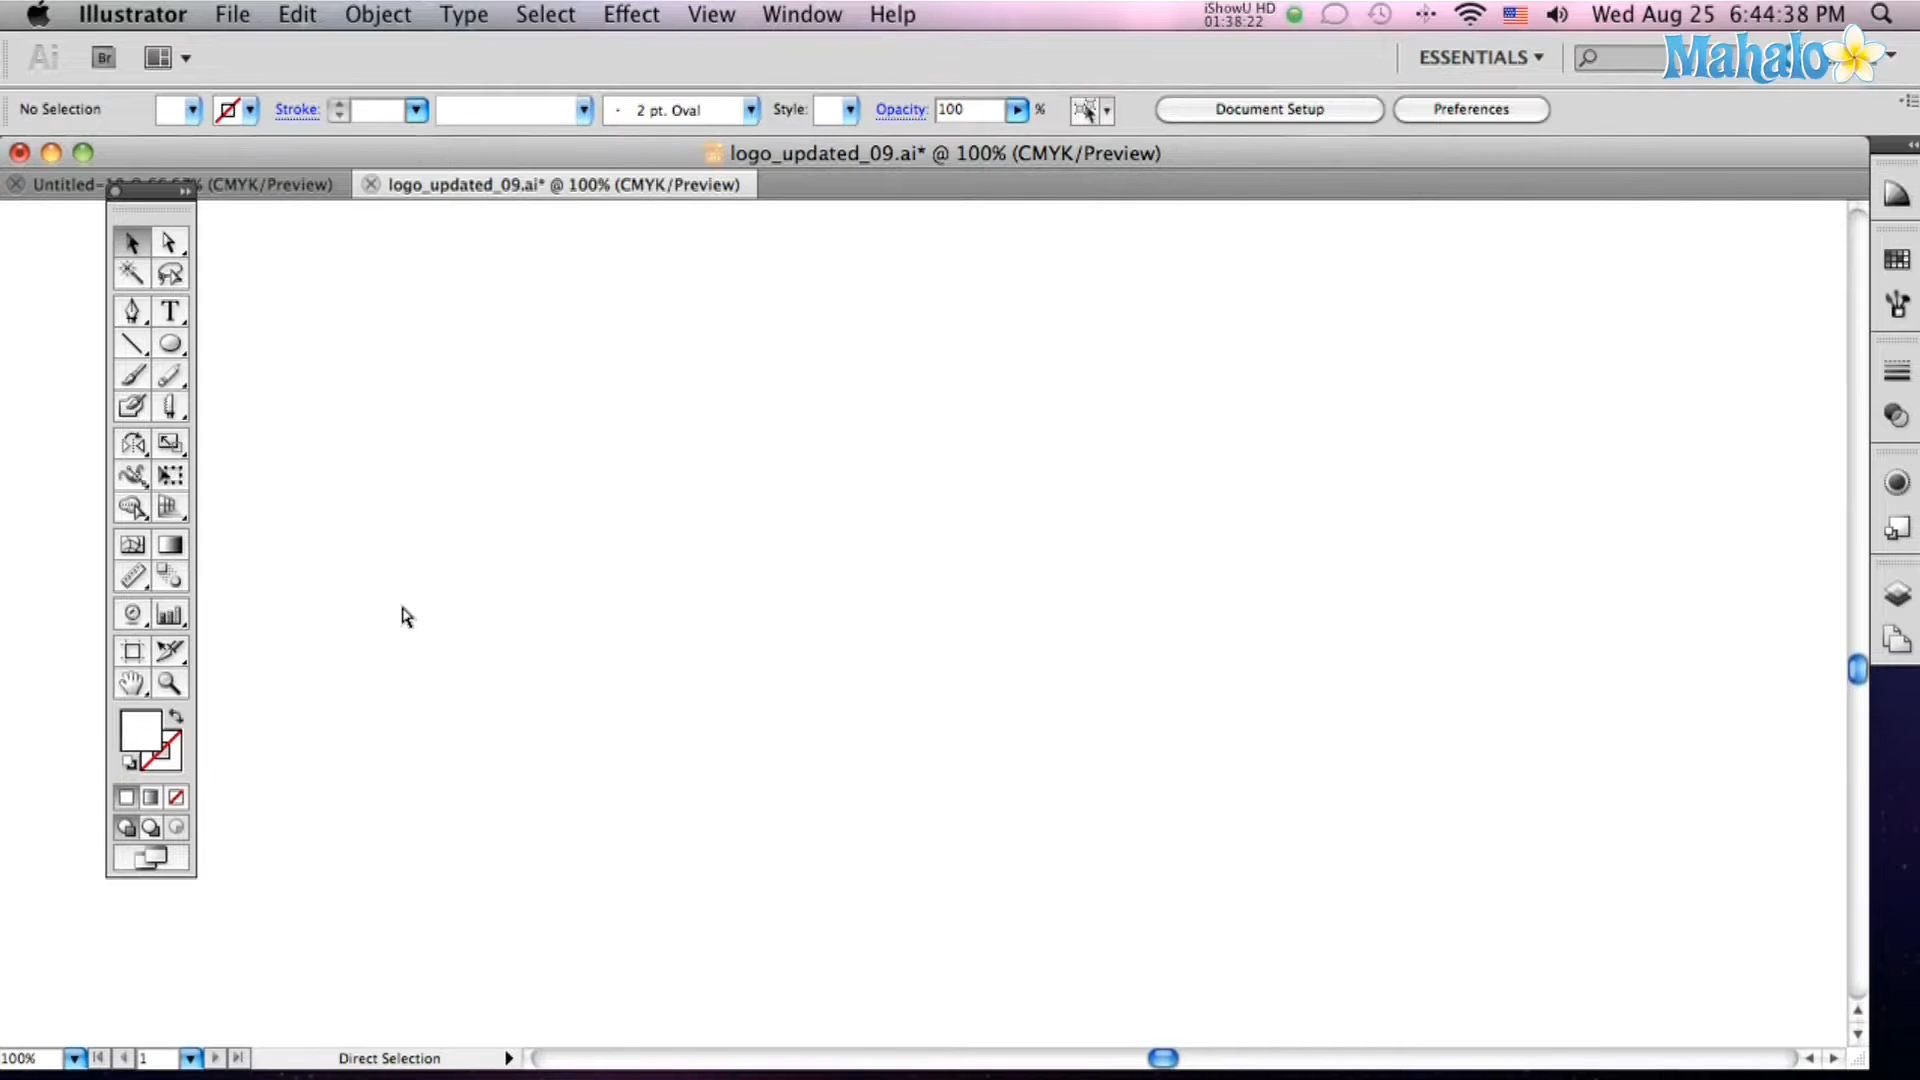 Illustrator File Edit Object Type Select Effect View Window Help iShowU HD 01:38:22 Wed Aug 25 6:44:38 PM
Ai Br ESSENTIALS Mahalo
No Selection Stroke: 2 pt. Oval Style: Opacity: 100 % Document Setup Preferences
logo_updated_09.ai* @ 100% (CMYK/Preview)
% (CMYK/Preview) logo_updated_09.ai* @ 100% (CMYK/Preview)
T
100% 1 Direct Selection